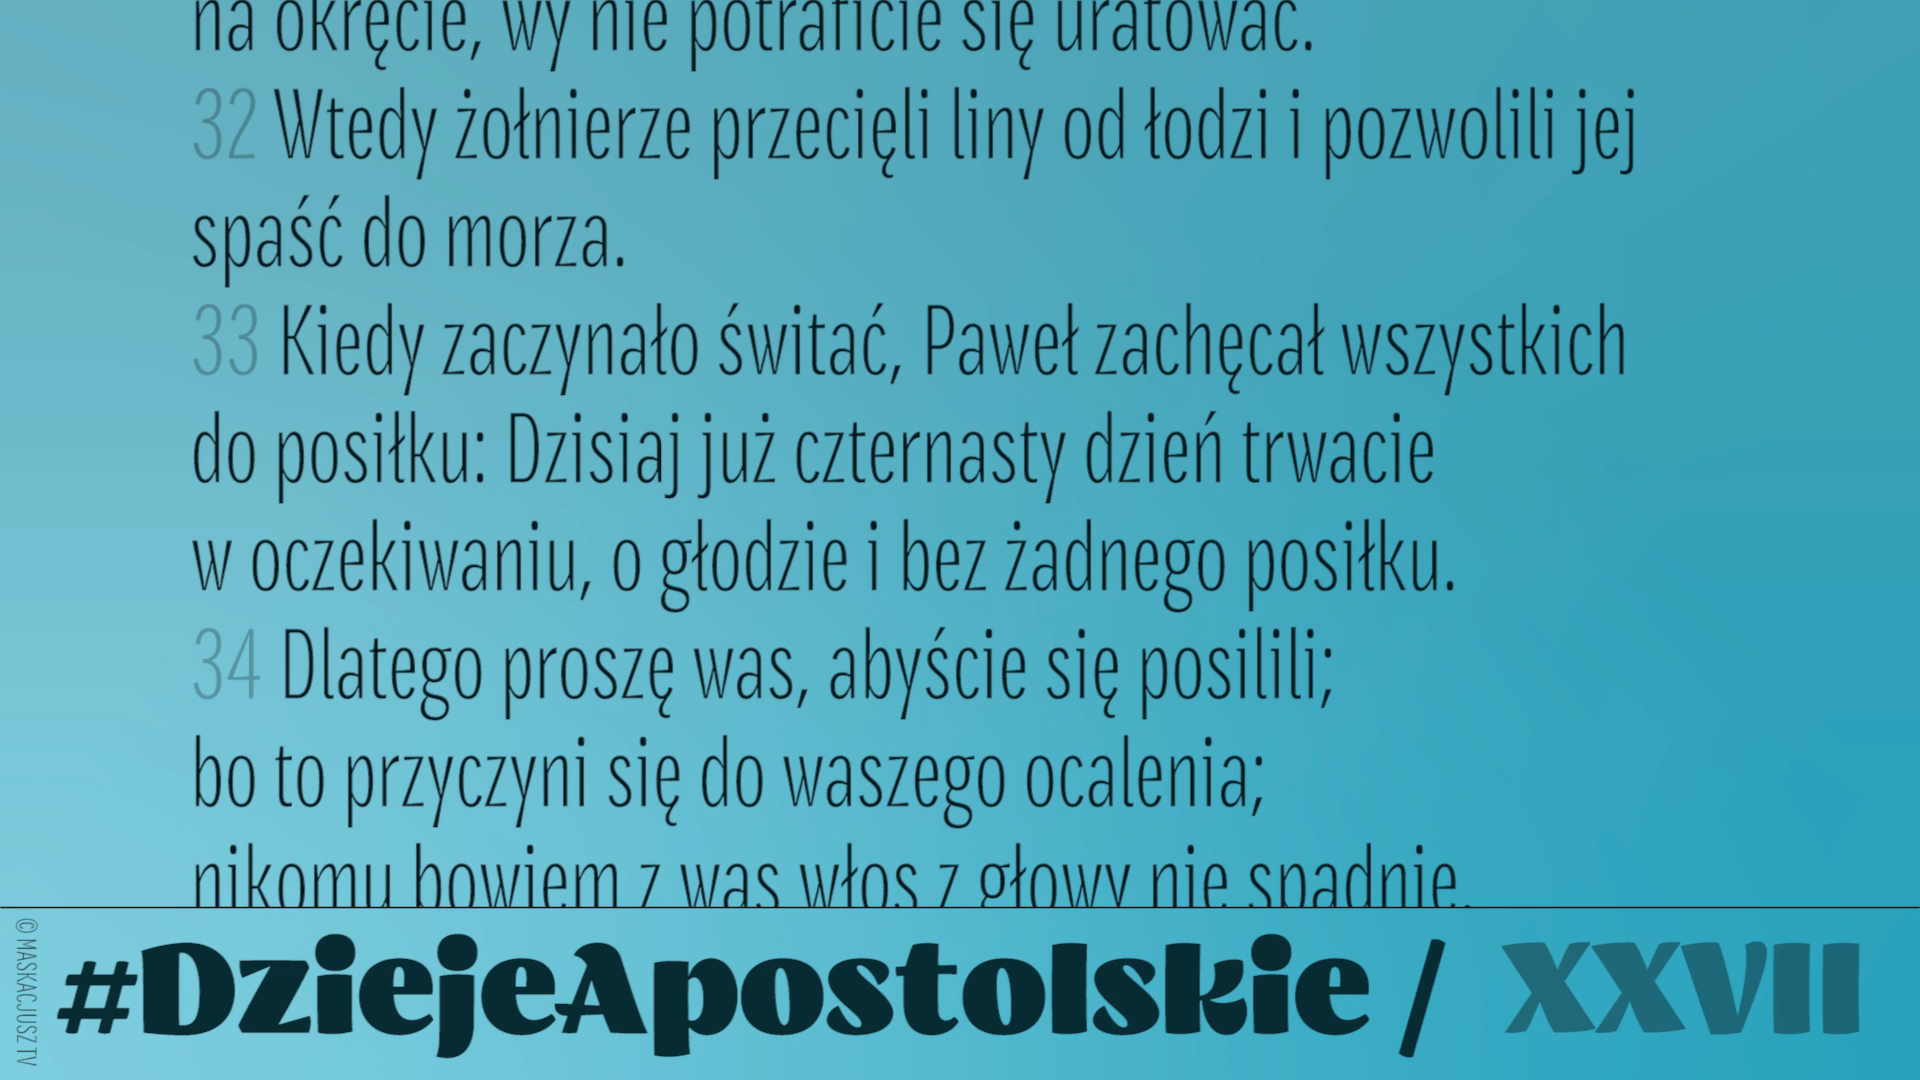 na okręcie, wy nie potraficie się uratować.
32 Wtedy żołnierze przecięli liny od łodzi i pozwolili jej
spaść do morza.
33 Kiedy zaczynało świtać, Paweł zachęcał wszystkich
do posiłku: Dzisiaj już czternasty dzień trwacie
w oczekiwaniu, o głodzie i bez żadnego posiłku.
34 Dlatego proszę was, abyście się posilili;
bo to przyczyni się do waszego ocalenia;
nikomu bowiem z was włos z głowy nie spadnie.
#DziejeApostolskie / XXVII
© MASKACJUSZ TV